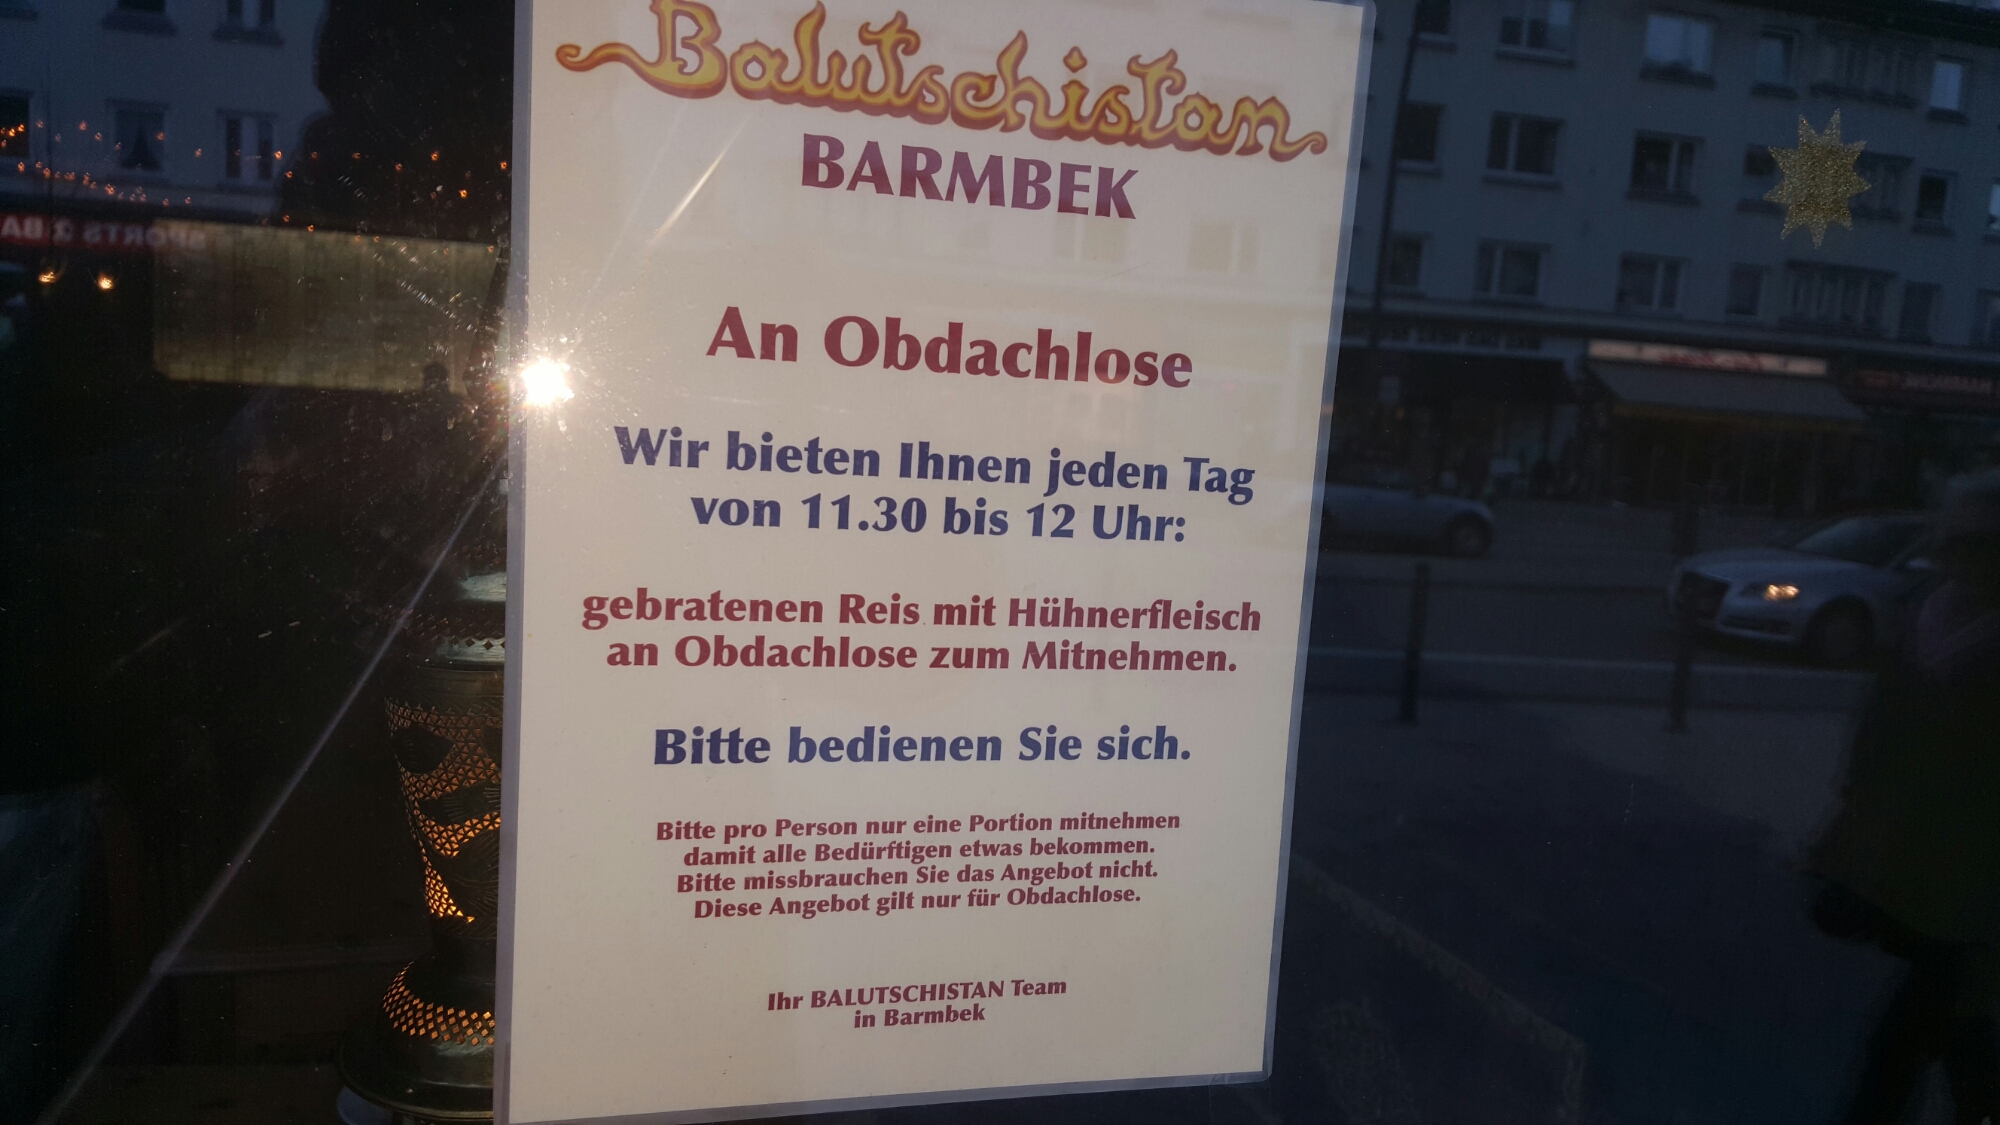 Balutschistan
BARMBEK
An Obdachlose
Wir bieten Ihnen jeden Tag
von 11.30 bis 12 Uhr:
gebratenen Reis mit Hühnerfleisch
an Obdachlose zum Mitnehmen.
Bitte bedienen Sie sich.
Bitte pro Person nur eine Portion mitnehmen
damit alle Bedürftigen etwas bekommen.
Bitte missbrauchen Sie das Angebot nicht.
Diese Angebot gilt nur für Obdachlose.
Ihr BALUTSCHISTAN Team
in Barmbek
SPORTS